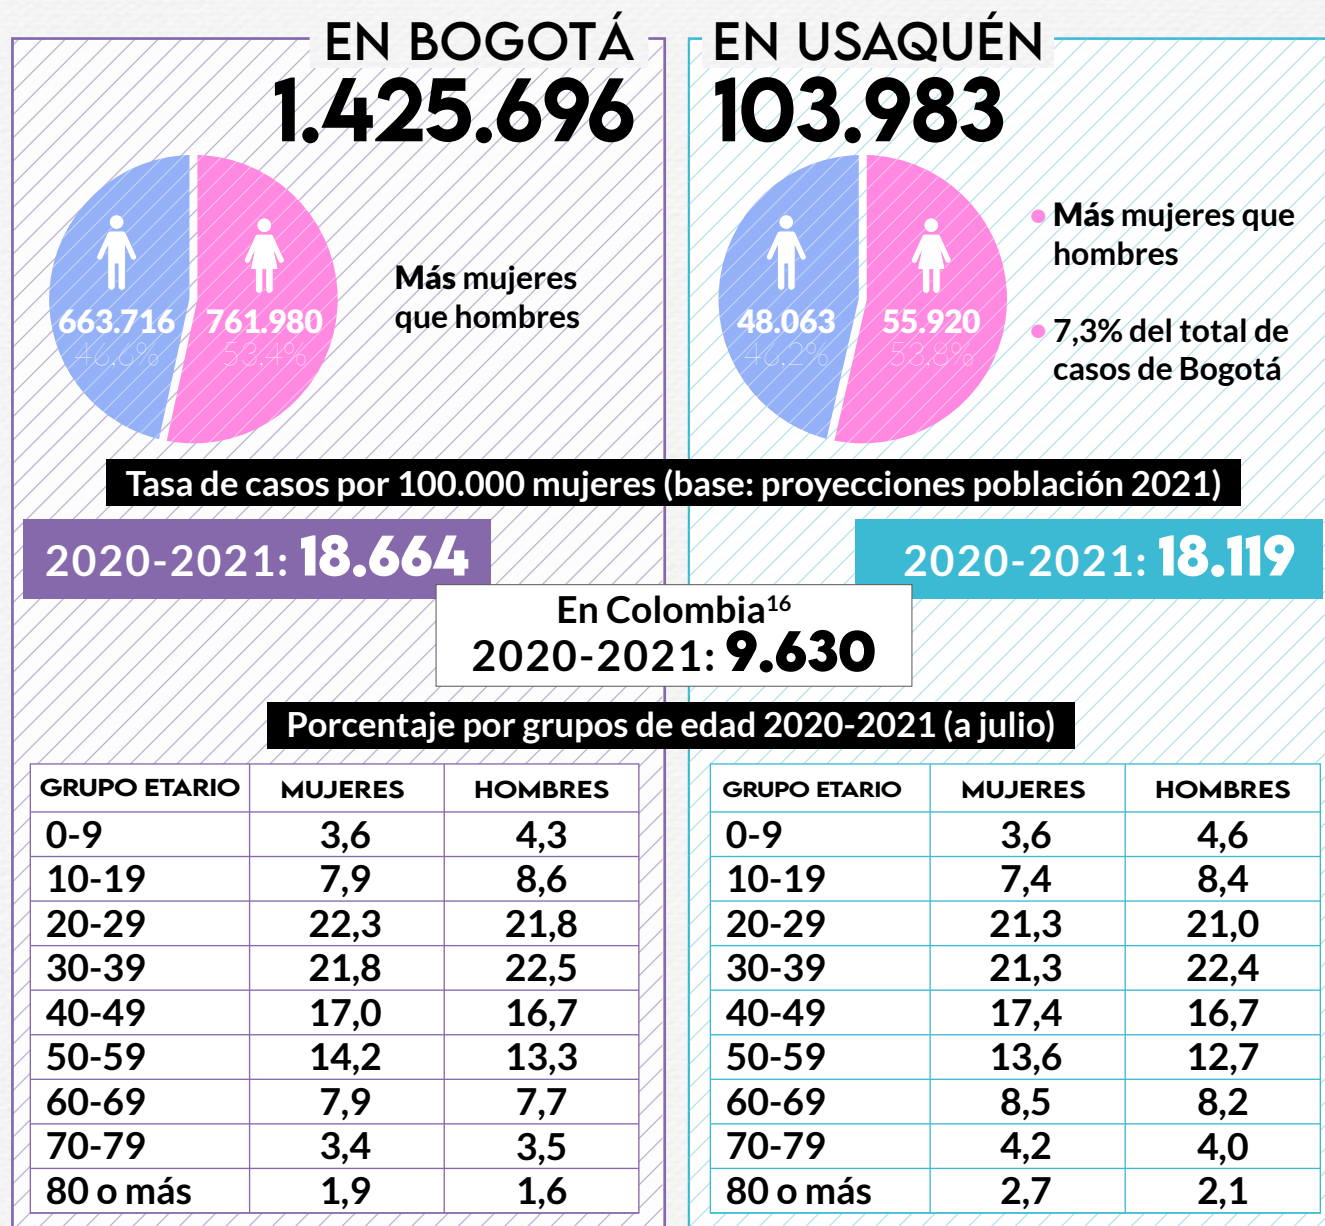 EN BOGOTÁ
1.425.696
663.716
46.6%
761.980
53.4%
Más mujeres
que hombres
EN USAQUÉN
103.983
48.063
46.2%
55.920
53.8%
Más mujeres que
hombres
7,3% del total de
casos de Bogotá
Tasa de casos por 100.000 mujeres (base: proyecciones población 2021)
2020-2021: 18.664
2020-2021: 18.119
En Colombia¹⁶
2020-2021: 9.630
Porcentaje por grupos de edad 2020-2021 (a julio)
GRUPO ETARIO MUJERES HOMBRES
0-9 3,6 4,3
10-19 7,9 8,6
20-29 22,3 21,8
30-39 21,8 22,5
40-49 17,0 16,7
50-59 14,2 13,3
60-69 7,9 7,7
70-79 3,4 3,5
80 o más 1,9 1,6
GRUPO ETARIO MUJERES HOMBRES
0-9 3,6 4,6
10-19 7,4 8,4
20-29 21,3 21,0
30-39 21,3 22,4
40-49 17,4 16,7
50-59 13,6 12,7
60-69 8,5 8,2
70-79 4,2 4,0
80 o más 2,7 2,1